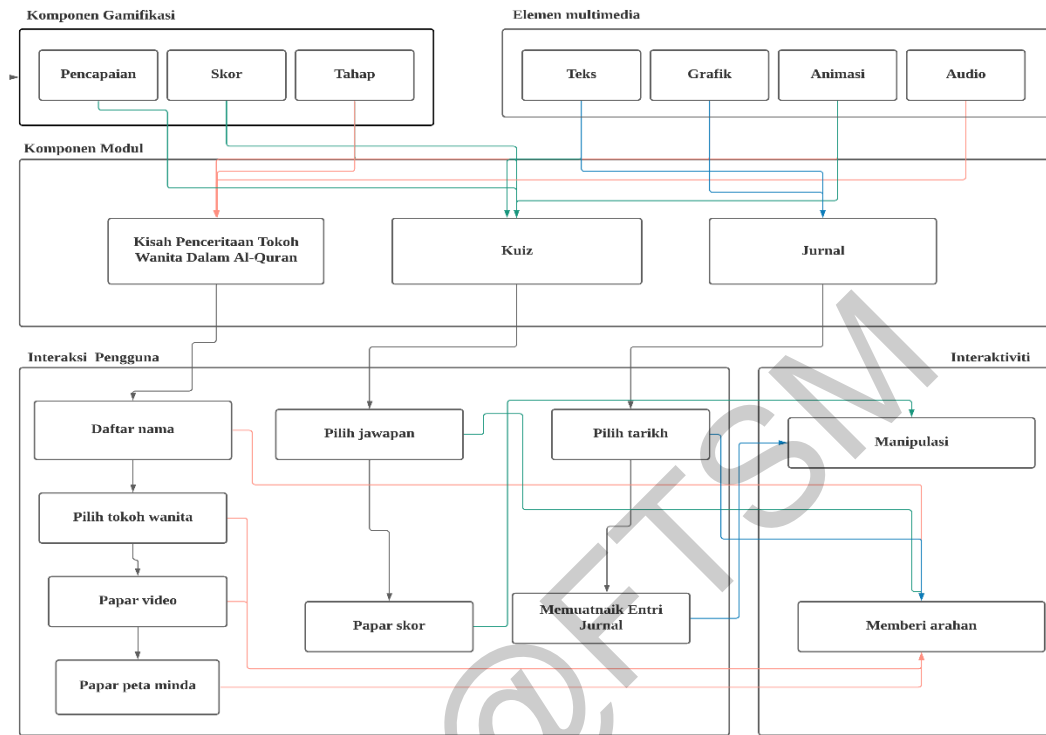 Komponen Gamifikasi
Elemen multimedia
Pencapaian
Skor
Tahap
Teks
Grafik
Animasi
Audio
Komponen Modul
Kisah Penceritaan Tokoh
Wanita Dalam Al-Quran
Kuiz
Jurnal
Interaksi Pengguna
Interaktiviti
Daftar nama
Pilih jawapan
Pilih tarikh
Manipulasi
Pilih tokoh wanita
Papar video
Papar skor
Memuatnaik Entri
Jurnal
Memberi arahan
Papar peta minda
@FTSM